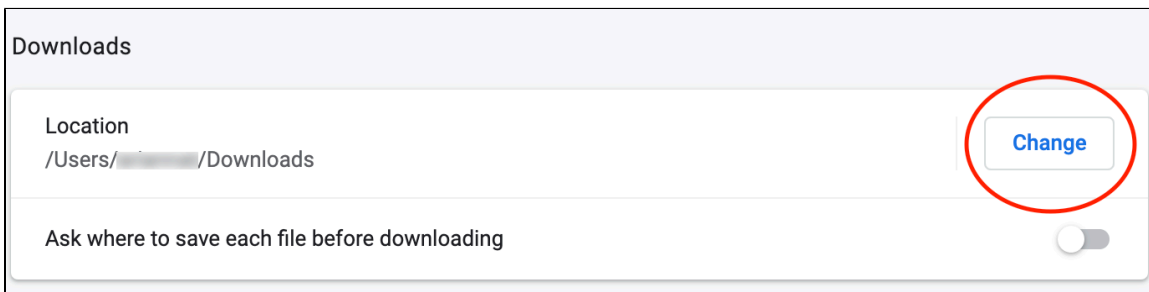 Downloads
Location
Change
/Users/ /Downloads
Ask where to save each file before downloading